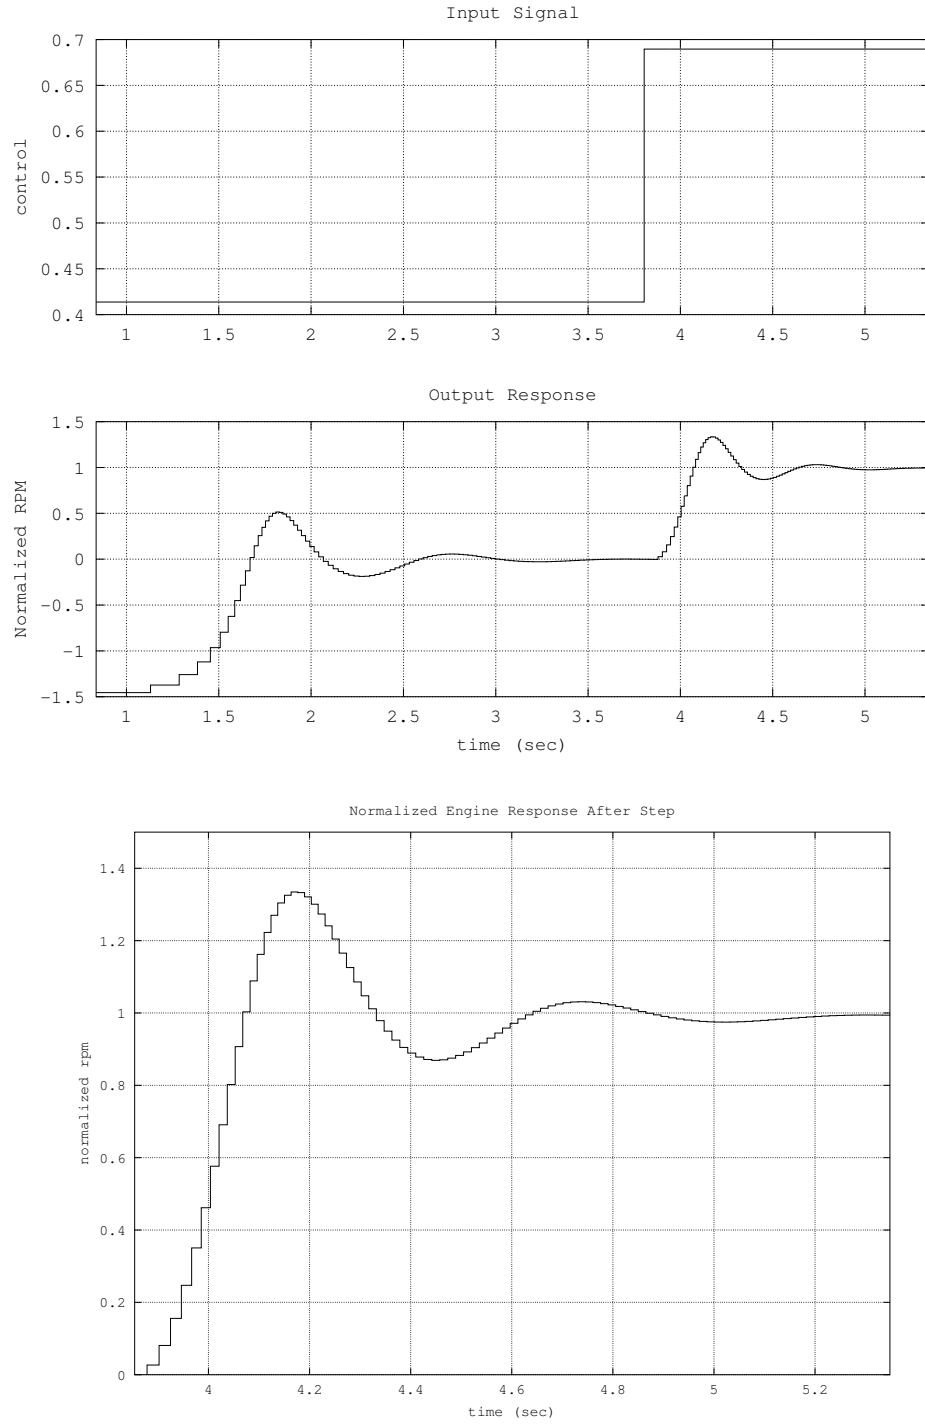 Input Signal
0.7
0.65
0.6
0.55
0.5
0.45
0.4
control
1 1.5 2 2.5 3 3.5 4 4.5 5
Output Response
1.5
1
0.5
0
−0.5
−1
−1.5
Normalized RPM
1 1.5 2 2.5 3 3.5 4 4.5 5
time (sec)
Normalized Engine Response After Step
1.4
1.2
1
0.8
0.6
0.4
0.2
0
normalized rpm
4 4.2 4.4 4.6 4.8 5 5.2
time (sec)